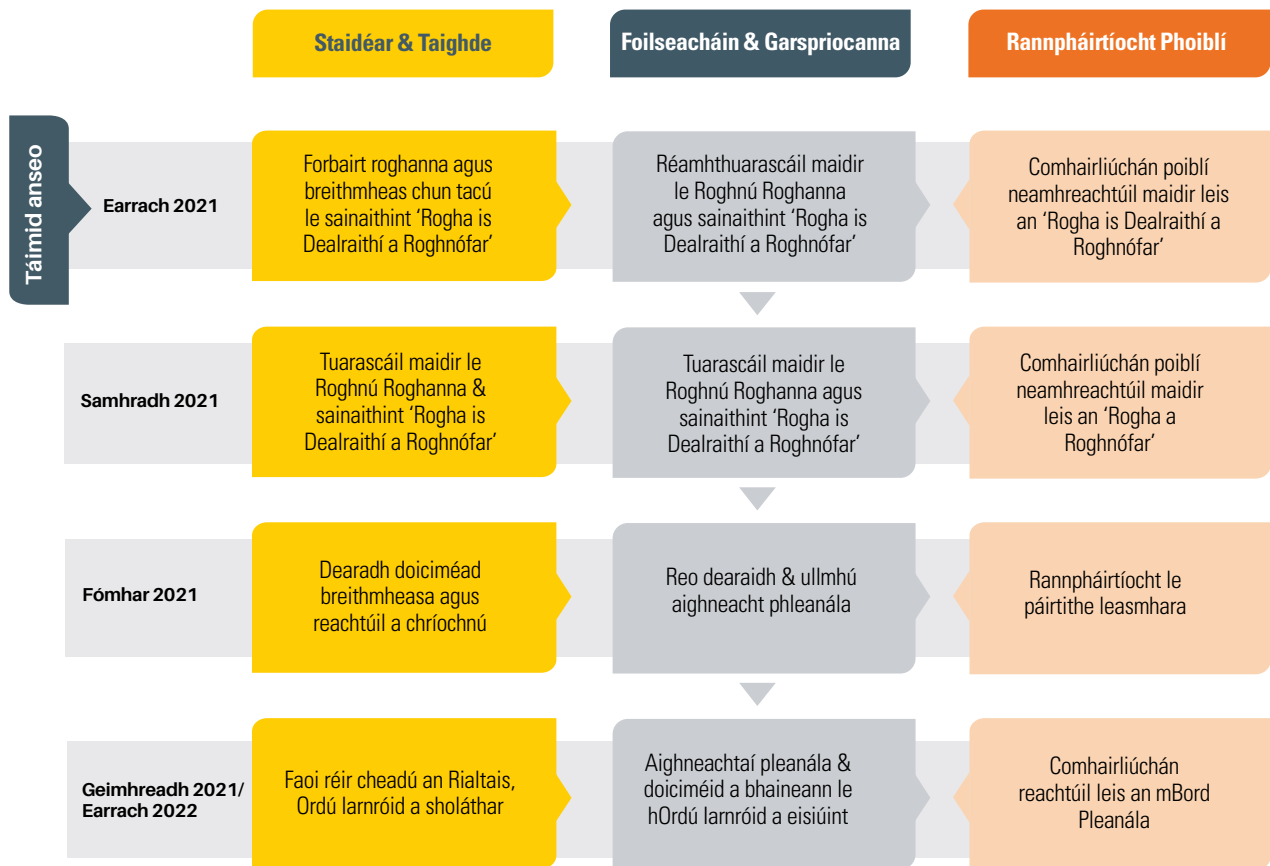 Staidéar & Taighde
Foilseacháin & Garspriocanna
Rannpháirtíocht Phoiblí
Táimid anseo
Earrach 2021
Forbairt roghanna agus
breithmheas chun tacú
le sainaithint ‘Rogha is
Dealraithí a Roghnófar’
Réamhthuarascáil maidir
le Roghnú Roghanna
agus sainaithint ‘Rogha is
Dealraithí a Roghnófar’
Comhairliúchán poiblí
neamhreachtúil maidir leis
an ‘Rogha is Dealraithí a
Roghnófar’
Samhradh 2021
Tuarascáil maidir le
Roghnú Roghanna &
sainaithint ‘Rogha is
Dealraithí a Roghnófar’
Tuarascáil maidir le
Roghnú Roghanna agus
sainaithint ‘Rogha is
Dealraithí a Roghnófar’
Comhairliúchán poiblí
neamhreachtúil maidir
leis an ‘Rogha a
Roghnófar’
Fómhar 2021
Dearadh doiciméad
breithmheasa agus
reachtúil a chríochnú
Reo dearaidh & ullmhú
aighneacht phleanála
Rannpháirtíocht le
páirtithe leasmhara
Geimhreadh 2021/
Earrach 2022
Faoi réir cheadú an Rialtais,
Ordú Iarnróid a sholáthar
Aighneachtaí pleanála &
doiciméid a bhaineann le
hOrdú Iarnróid a eisiúint
Comhairliúchán
reachtúil leis an mBord
Pleanála